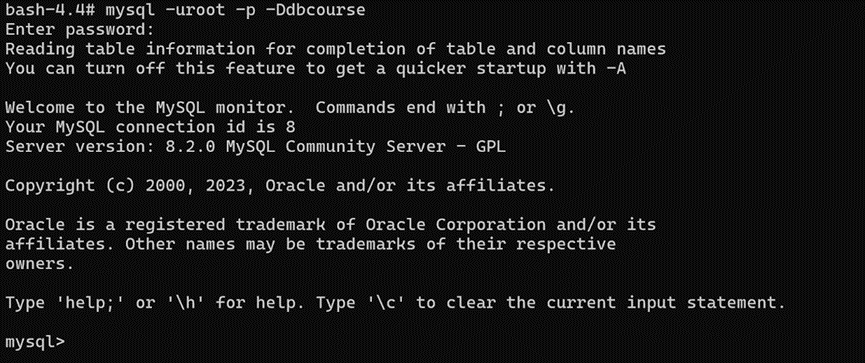 bash-4.4# mysql -uroot -p -Ddbcourse
Enter password:
Reading table information for completion of table and column names
You can turn off this feature to get a quicker startup with -A
Welcome to the MySQL monitor.  Commands end with ; or \g.
Your MySQL connection id is 8
Server version: 8.2.0 MySQL Community Server - GPL
Copyright (c) 2000, 2023, Oracle and/or its affiliates.
Oracle is a registered trademark of Oracle Corporation and/or its
affiliates. Other names may be trademarks of their respective
owners.
Type 'help;' or '\h' for help. Type '\c' to clear the current input statement.
mysql>